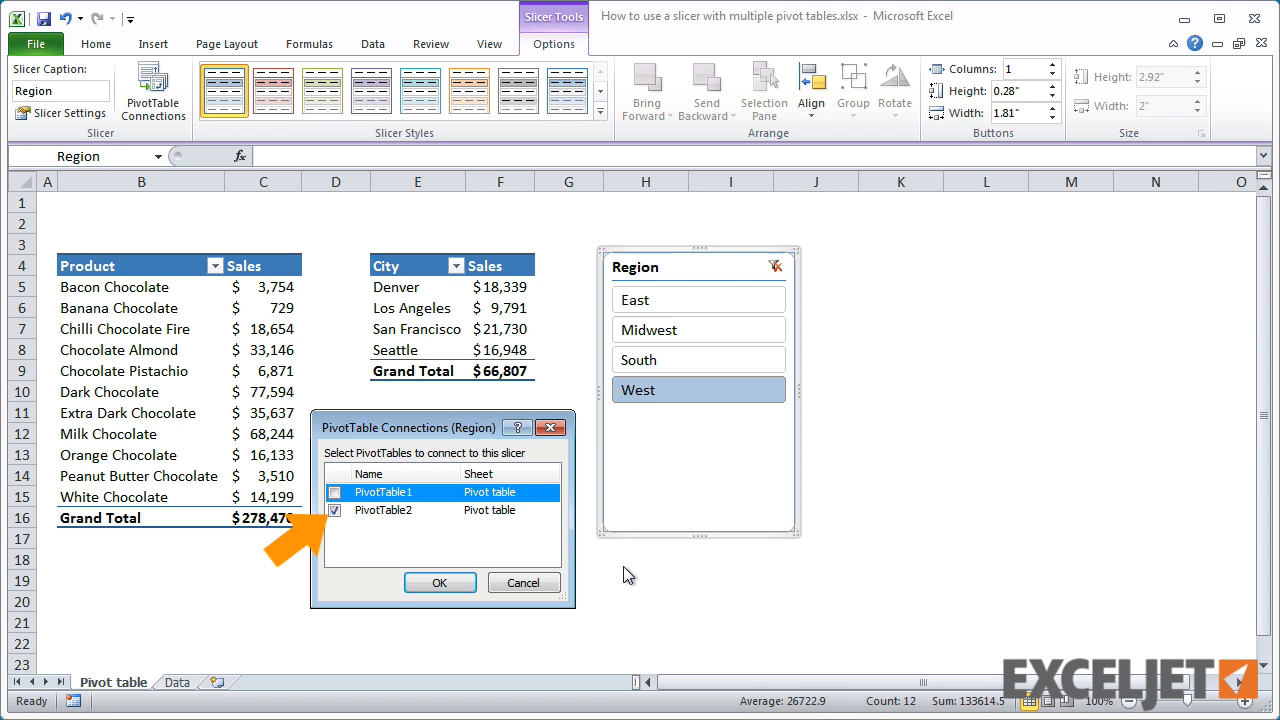 Slicer Tools
How to use a slicer with multiple pivot tables.xlsx - Microsoft Excel
File Home Insert Page Layout Formulas Data Review View Options
Slicer Caption:
Region
Slicer Settings
PivotTable Connections
Slicer
Slicer Styles
Bring Forward
Send Backward
Selection Pane
Align
Group
Rotate
Arrange
Columns: 1
Height: 0.28"
Width: 1.81"
Buttons
Height: 2.92"
Width: 2"
Size
Region fx
A B C D E F G H I J K L M N O
1
2
3
4 Product Sales City Sales
5 Bacon Chocolate $ 3,754 Denver $18,339
6 Banana Chocolate $ 729 Los Angeles $ 9,791
7 Chilli Chocolate Fire $ 18,654 San Francisco $21,730
8 Chocolate Almond $ 33,146 Seattle $16,948
9 Chocolate Pistachio $ 6,871 Grand Total $66,807
10 Dark Chocolate $ 77,594
11 Extra Dark Chocolate $ 35,637
12 Milk Chocolate $ 68,244
13 Orange Chocolate $ 16,133
14 Peanut Butter Chocolate $ 3,510
15 White Chocolate $ 14,199
16 Grand Total
17
18
19
20
21
22
23
Region
East
Midwest
South
West
PivotTable Connections (Region) ?
Select PivotTables to connect to this slicer
Name Sheet
PivotTable1 Pivot table
PivotTable2 Pivot table
OK Cancel
Pivot table Data
EXCELJET
Ready Average: 26722.9 Count: 12 Sum: 133614.5 100%